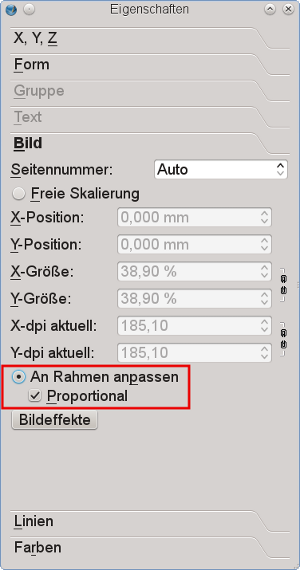 Eigenschaften
X, Y, Z
Form
Gruppe
Text
Bild
Seitennummer: Auto
Freie Skalierung
X-Position: 0,000 mm
Y-Position: 0,000 mm
X-Größe: 38,90 %
Y-Größe: 38,90 %
X-dpi aktuell: 185,10
Y-dpi aktuell: 185,10
An Rahmen anpassen
Proportional
Bildeffekte
Linien
Farben